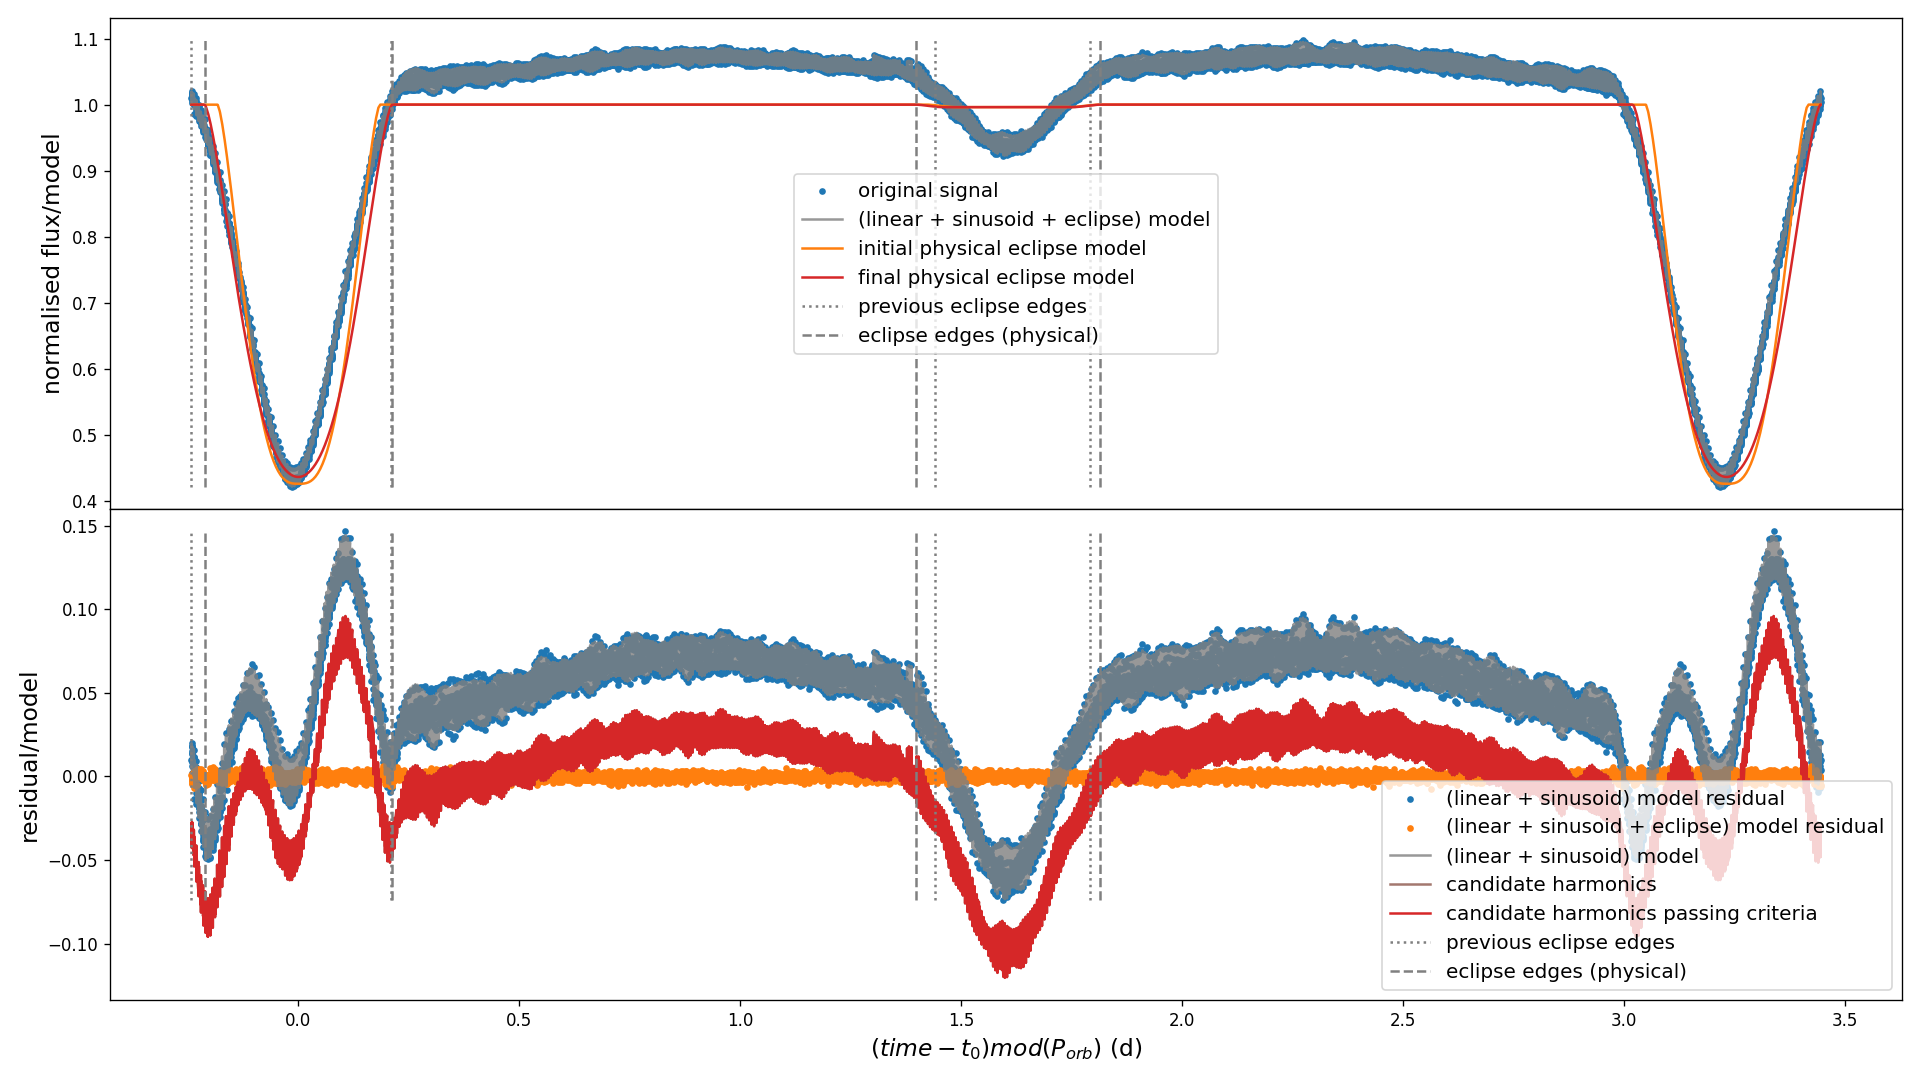 normalised flux/model
1.1
1.0
0.9
0.8
0.7
0.6
0.5
0.4
original signal
(linear + sinusoid + eclipse) model
initial physical eclipse model
final physical eclipse model
previous eclipse edges
eclipse edges (physical)
residual/model
0.15
0.10
0.05
0.00
−0.05
−0.10
(linear + sinusoid) model residual
(linear + sinusoid + eclipse) model residual
(linear + sinusoid) model
candidate harmonics
candidate harmonics passing criteria
previous eclipse edges
eclipse edges (physical)
0.0 0.5 1.0 1.5 2.0 2.5 3.0 3.5
(time − t₀)mod(Pₒᵣb) (d)